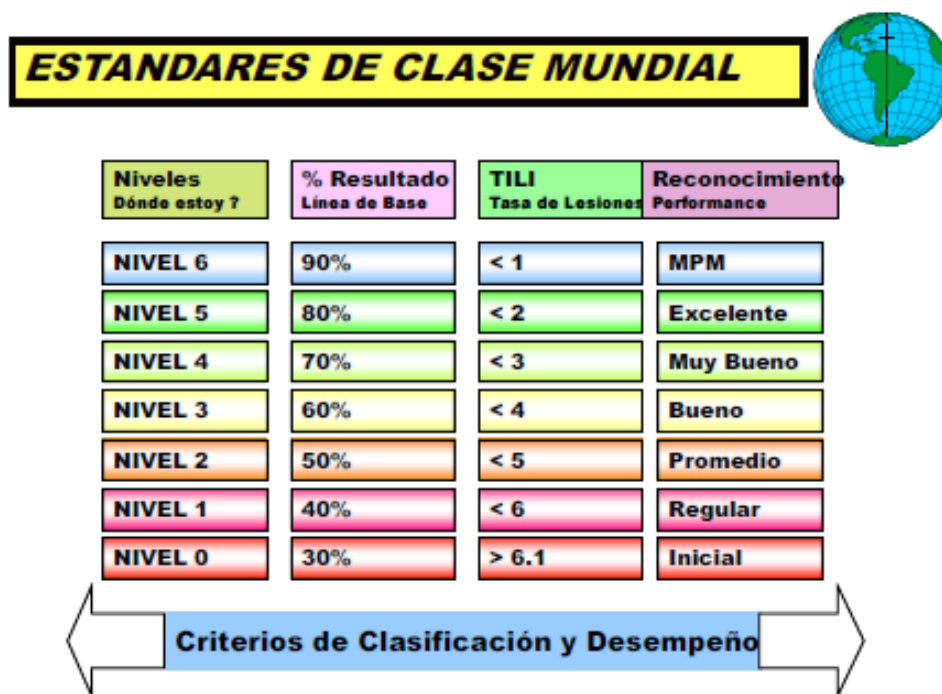 ESTANDARES DE CLASE MUNDIAL
Niveles % Resultado TILI Reconocimiento
Dónde estoy ? Línea de Base Tasa de Lesiones Performance
NIVEL 6 90% < 1 MPM
NIVEL 5 80% < 2 Excelente
NIVEL 4 70% < 3 Muy Bueno
NIVEL 3 60% < 4 Bueno
NIVEL 2 50% < 5 Promedio
NIVEL 1 40% < 6 Regular
NIVEL 0 30% > 6.1 Inicial
Criterios de Clasificación y Desempeño